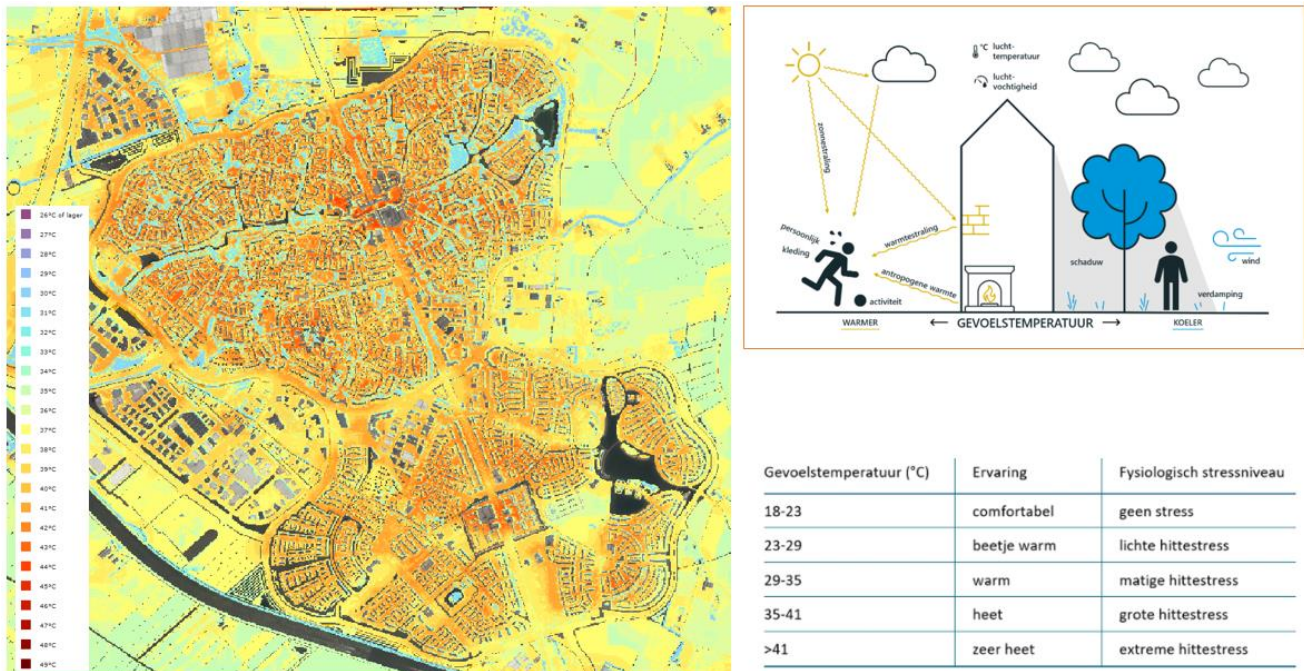 26°C of lager
27°C
28°C
29°C
30°C
31°C
32°C
33°C
34°C
35°C
36°C
37°C
38°C
39°C
40°C
41°C
42°C
43°C
44°C
45°C
46°C
47°C
48°C
49°C
°C lucht-
temperatuur
lucht-
vochtigheid
zonnestraling
persoonlijk
kleding
warmtestraling
antropogene warmte
activiteit
schaduw
wind
verdamping
WARMER ← GEVOELSTEMPERATUUR → KOELER
Gevoelstemperatuur (°C) Ervaring Fysiologisch stressniveau
18-23 comfortabel geen stress
23-29 beetje warm lichte hittestress
29-35 warm matige hittestress
35-41 heet grote hittestress
>41 zeer heet extreme hittestress